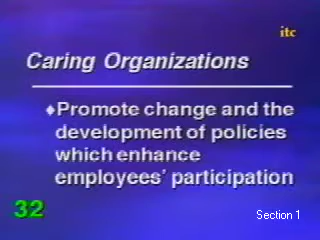 itc
Caring Organizations
♦Promote change and the
development of policies
which enhance
employees' participation
32
Section 1